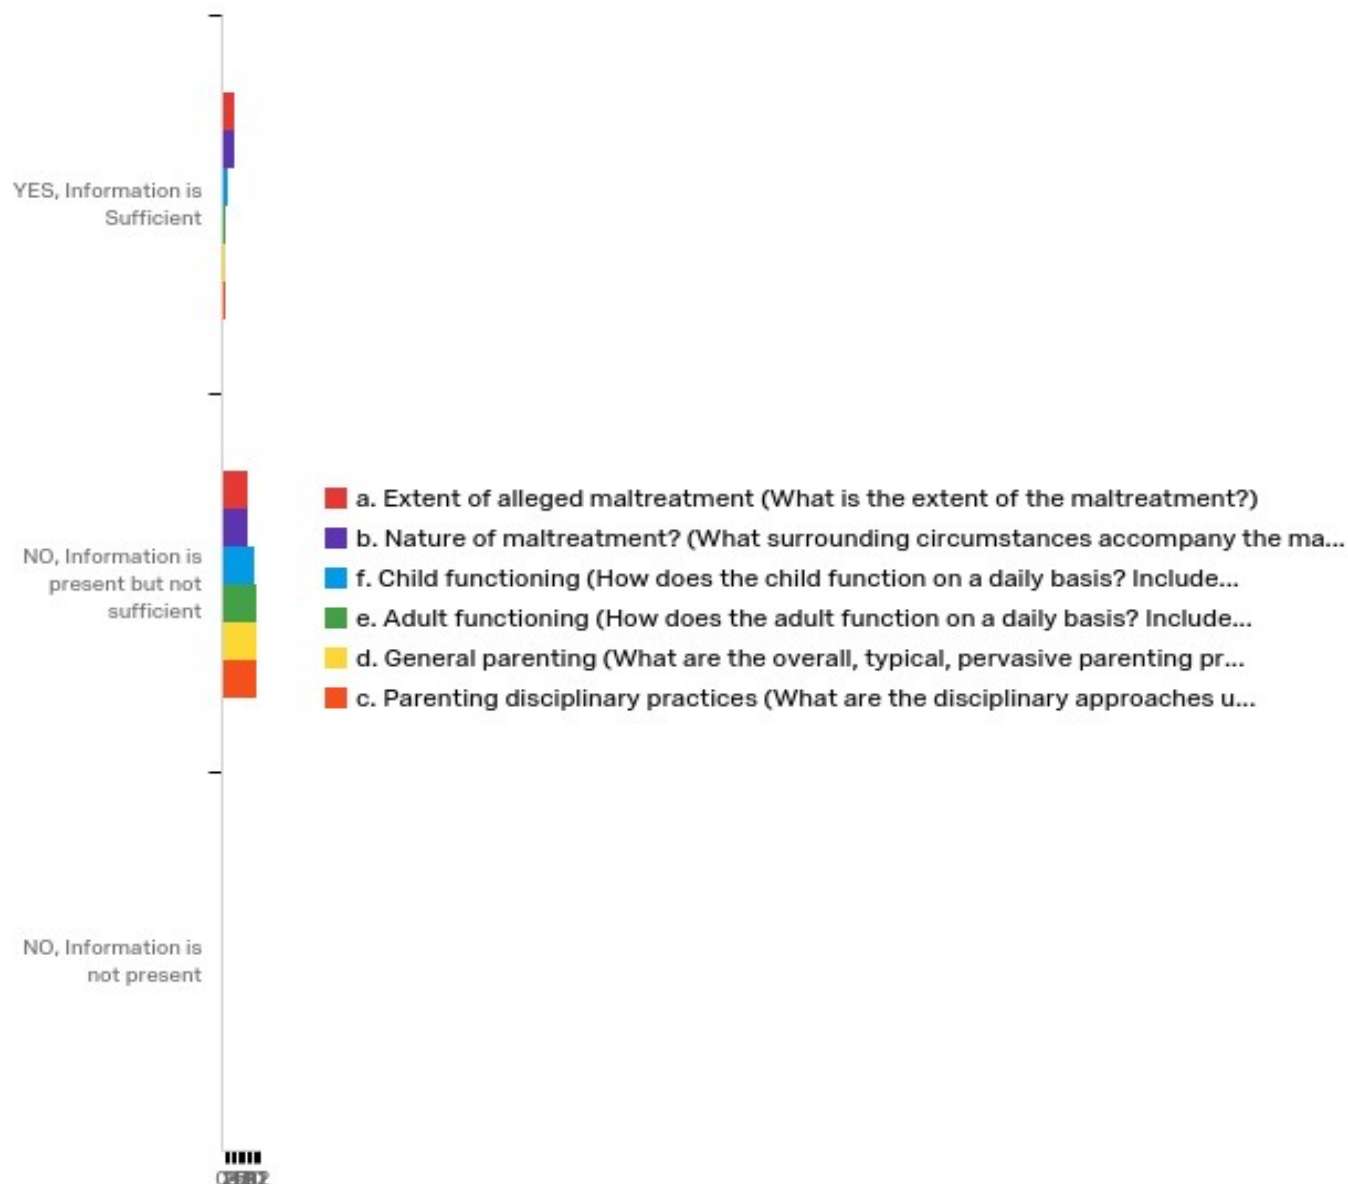 YES, Information is
Sufficient
NO, Information is
present but not
sufficient
a. Extent of alleged maltreatment (What is the extent of the maltreatment?)
b. Nature of maltreatment? (What surrounding circumstances accompany the ma...
f. Child functioning (How does the child function on a daily basis? Include...
e. Adult functioning (How does the adult function on a daily basis? Include...
d. General parenting (What are the overall, typical, pervasive parenting pr...
c. Parenting disciplinary practices (What are the disciplinary approaches u...
NO, Information is
not present